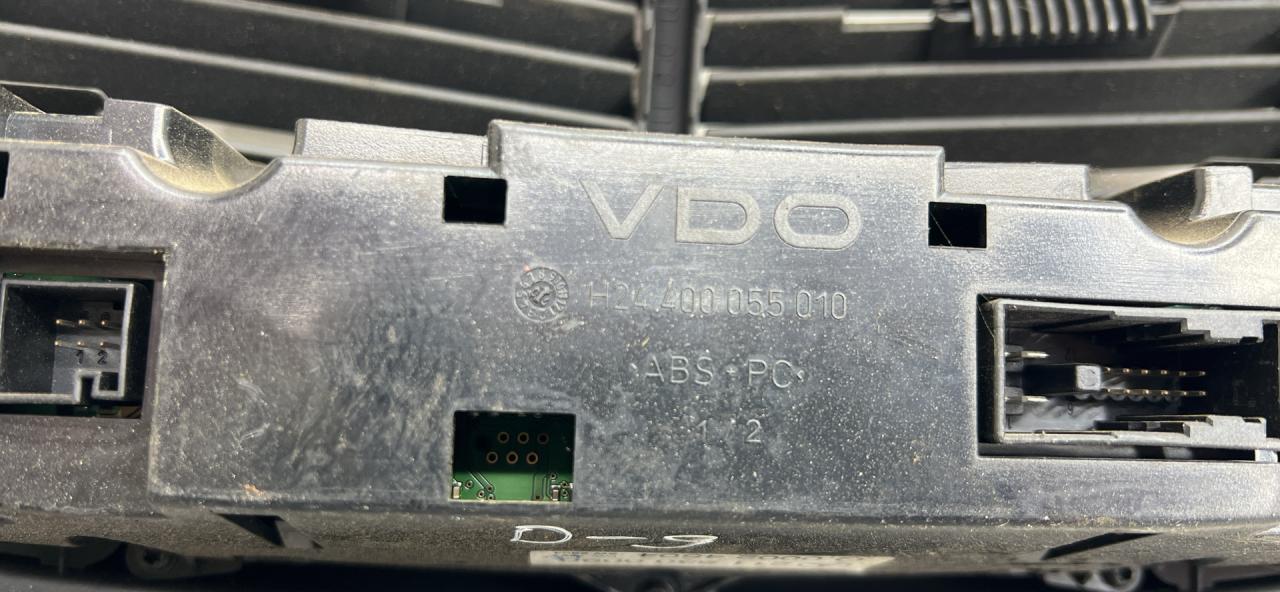 VDO
H24 400 055 010
>ABS+PC<
1 2
1 2
D-9